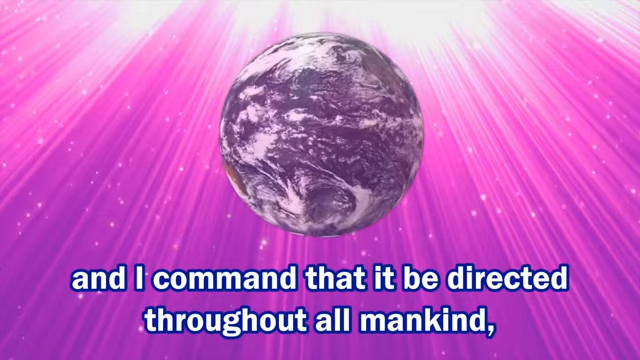 and I command that it be directed
throughout all mankind,